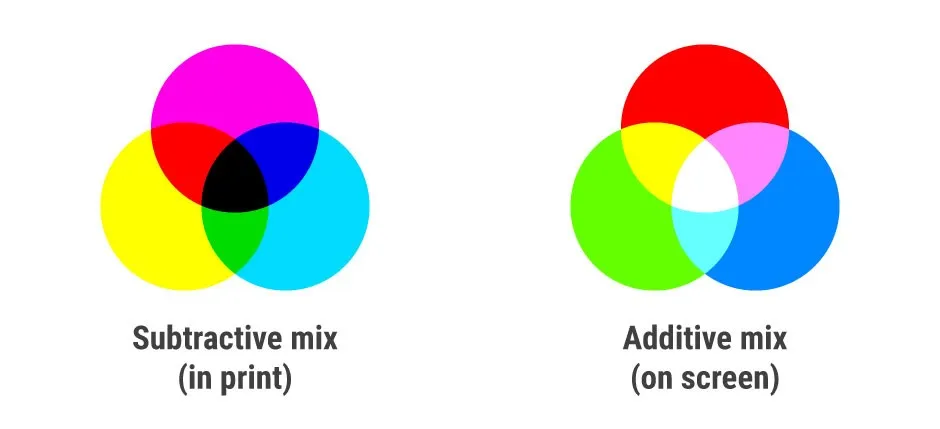 Subtractive mix
(in print)
Additive mix
(on screen)